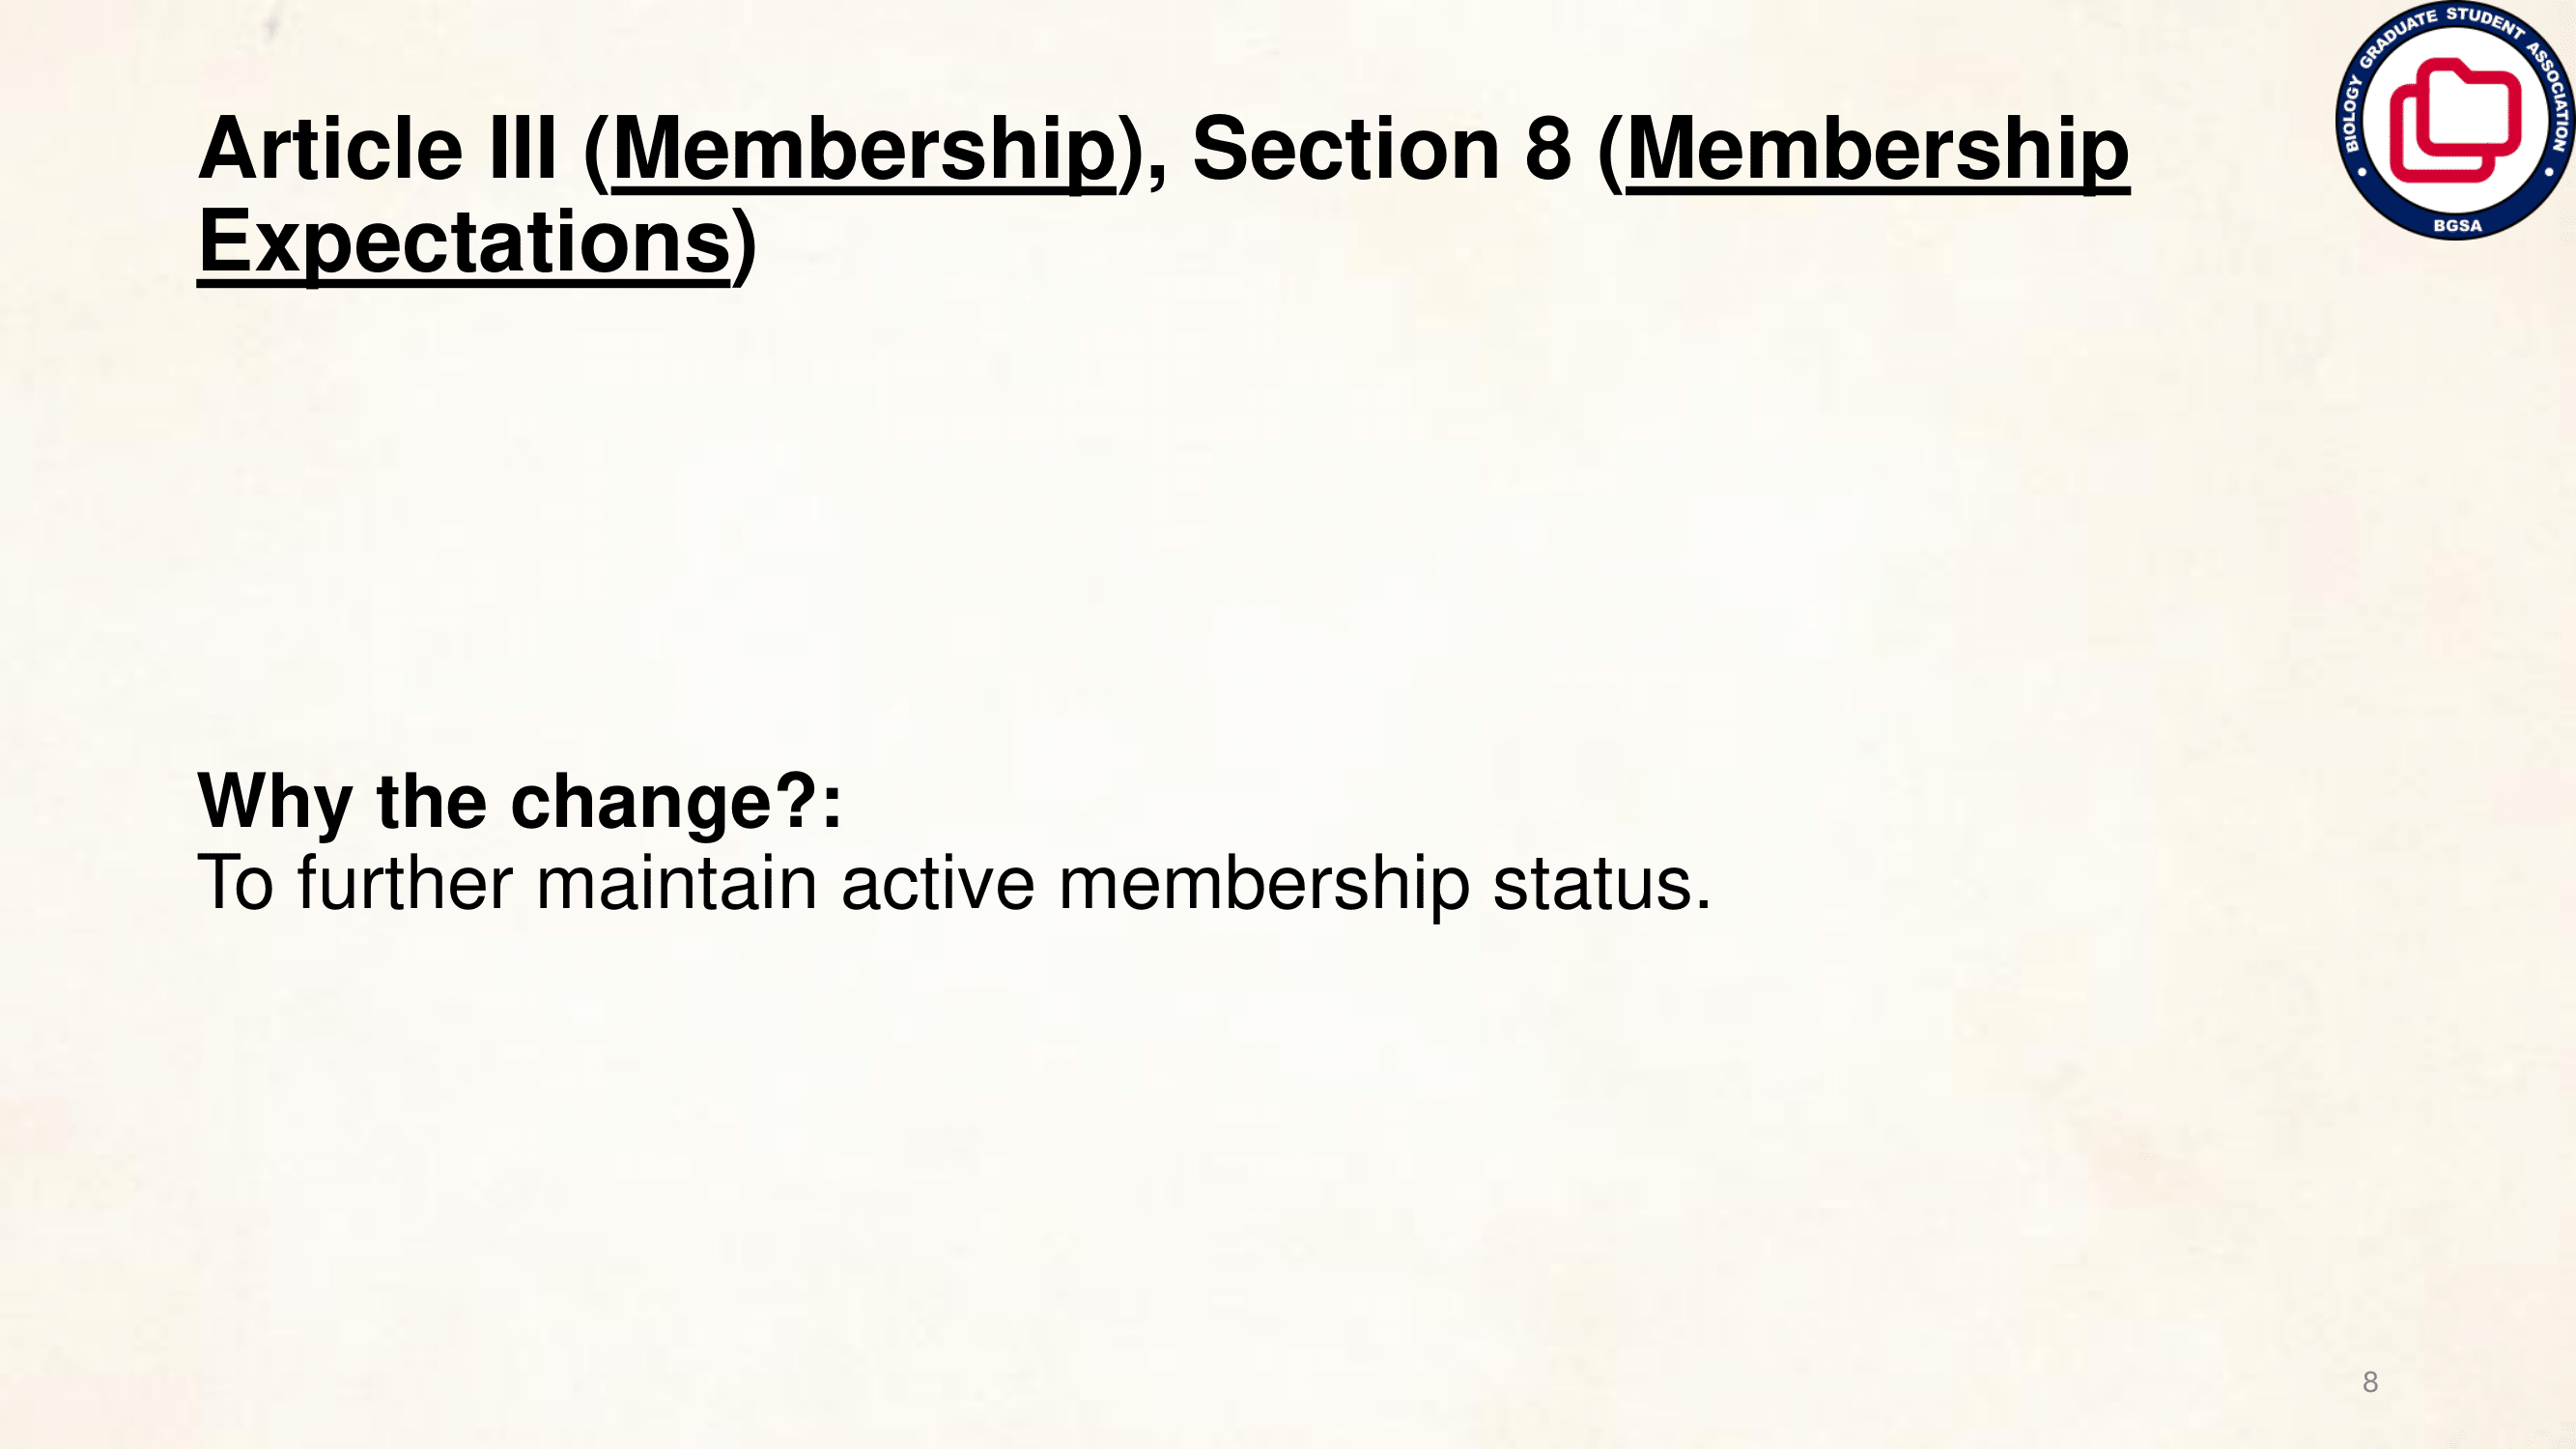 Article III (Membership), Section 8 (Membership
Expectations)
BIOLOGY GRADUATE STUDENT ASSOCIATION
BGSA
Why the change?:
To further maintain active membership status.
8